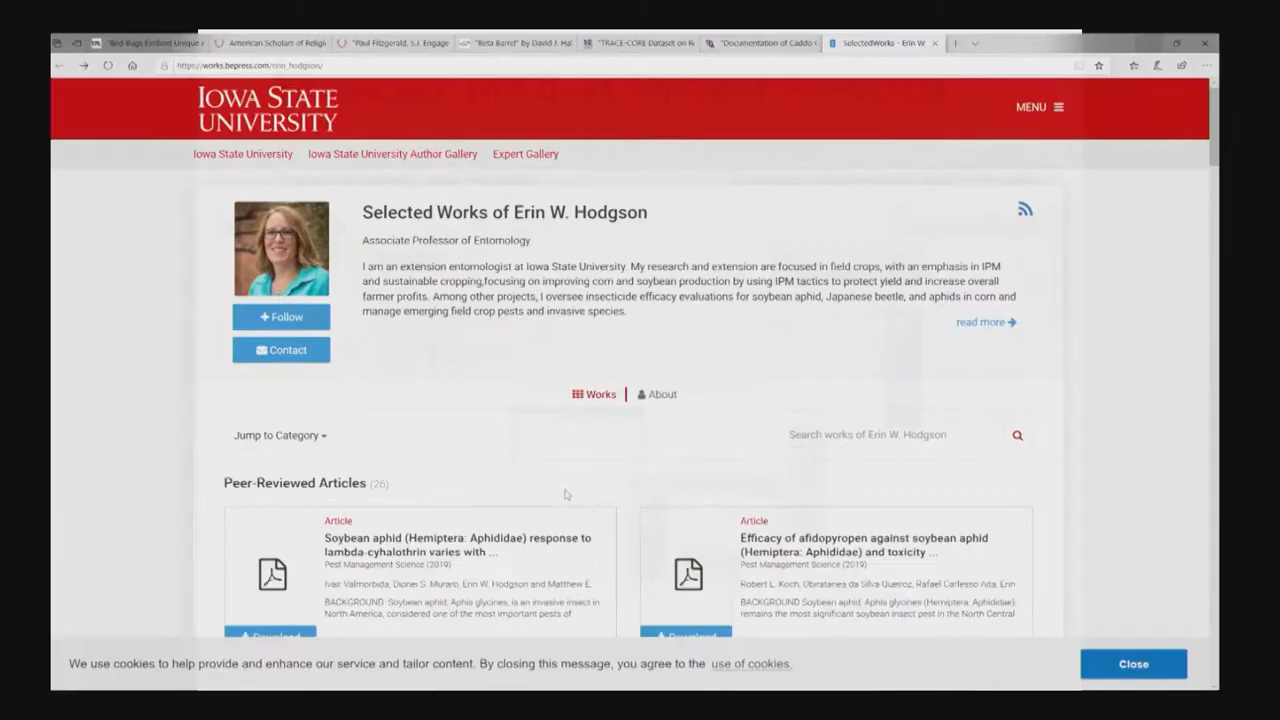 "Bed Bugs Exploit Unique
American Scholars of Religi
"Paul Fitzgerald, S.J. Engage
"Beta Barrel" by David J. Hal
"TRACE-CORE Dataset on R
"Documentation of Caddo
SelectedWorks - Erin W
https://works.bepress.com/erin_hodgson/
IOWA STATE
UNIVERSITY
MENU
Iowa State University
Iowa State University Author Gallery
Expert Gallery
Selected Works of Erin W. Hodgson
Associate Professor of Entomology
I am an extension entomologist at Iowa State University. My research and extension are focused in field crops, with an emphasis in IPM
and sustainable cropping,focusing on improving corn and soybean production by using IPM tactics to protect yield and increase overall
farmer profits. Among other projects, I oversee insecticide efficacy evaluations for soybean aphid, Japanese beetle, and aphids in corn and
manage emerging field crop pests and invasive species.
read more
+ Follow
Contact
Works
About
Jump to Category
Search works of Erin W. Hodgson
Peer-Reviewed Articles (26)
Article
Soybean aphid (Hemiptera: Aphididae) response to
lambda-cyhalothrin varies with ...
Pest Management Science (2019)
Ivair Valmorbida, Dionei S. Muraro, Erin W. Hodgson and Matthew E.
BACKGROUND Soybean aphid, Aphis glycines, is an invasive insect in
North America, considered one of the most important pests of
Download
Article
Efficacy of afidopyropen against soybean aphid
(Hemiptera: Aphididae) and toxicity ...
Pest Management Science (2019)
Robert L. Koch, Obiratanea da Silva Queiroz, Rafael Carlesso Aita, Erin
BACKGROUND Soybean aphid, Aphis glycines (Hemiptera: Aphididae),
remains the most significant soybean insect pest in the North Central
Download
We use cookies to help provide and enhance our service and tailor content. By closing this message, you agree to the use of cookies.
Close